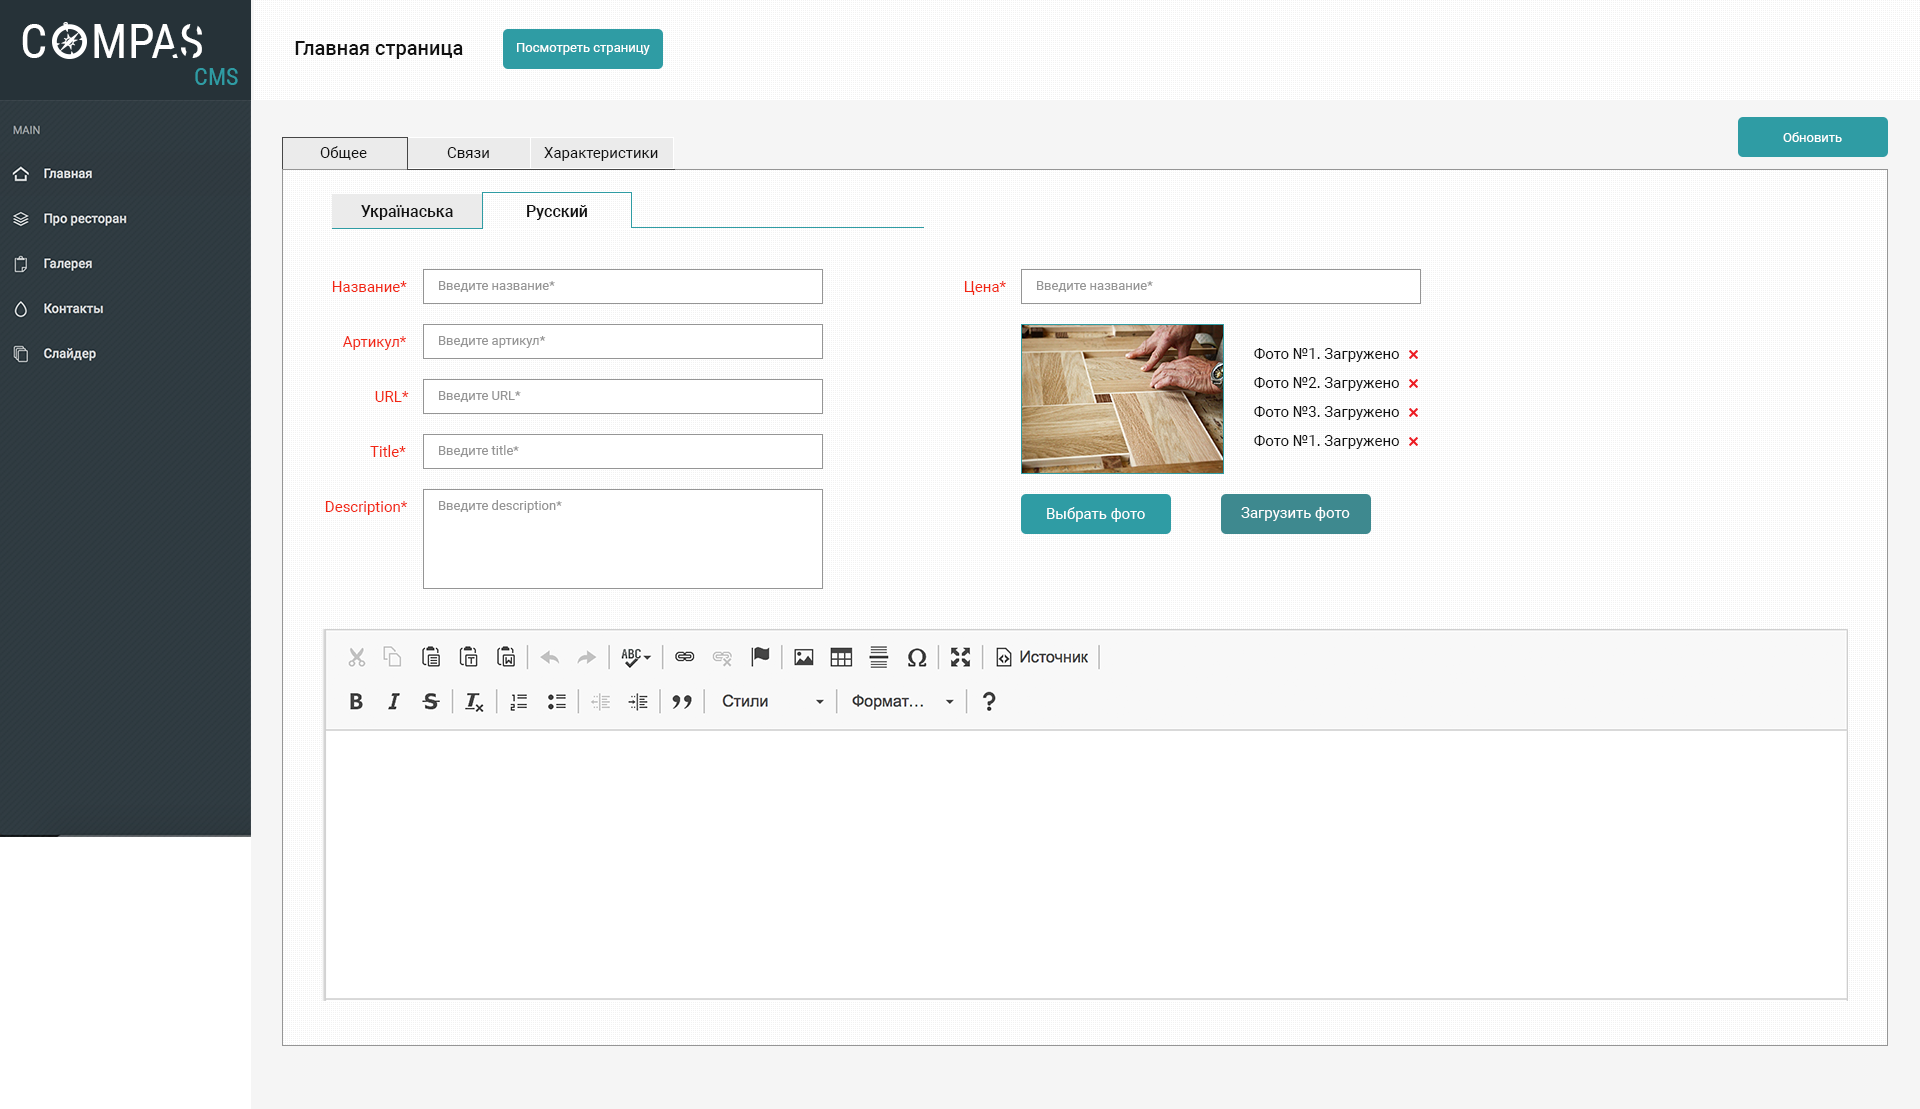 COMPAS
CMS
MAIN
Главная
Про ресторан
Галерея
Контакты
Слайдер
Главная страница
Посмотреть страницу
Обновить
Общее
Связи
Характеристики
Українаська
Русский
Название*
Введите название*
Артикул*
Введите артикул*
URL*
Введите URL*
Title*
Введите title*
Description*
Введите description*
Цена*
Введите название*
Фото №1. Загружено
Фото №2. Загружено
Фото №3. Загружено
Фото №1. Загружено
Выбрать фото
Загрузить фото
ABC
Источник
B I S
Стили
Формат...
?